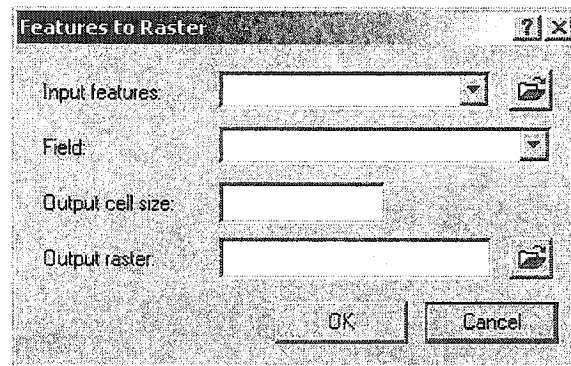 Features to Raster
Input features:
Field:
Output cell size:
Output raster:
OK
Cancel